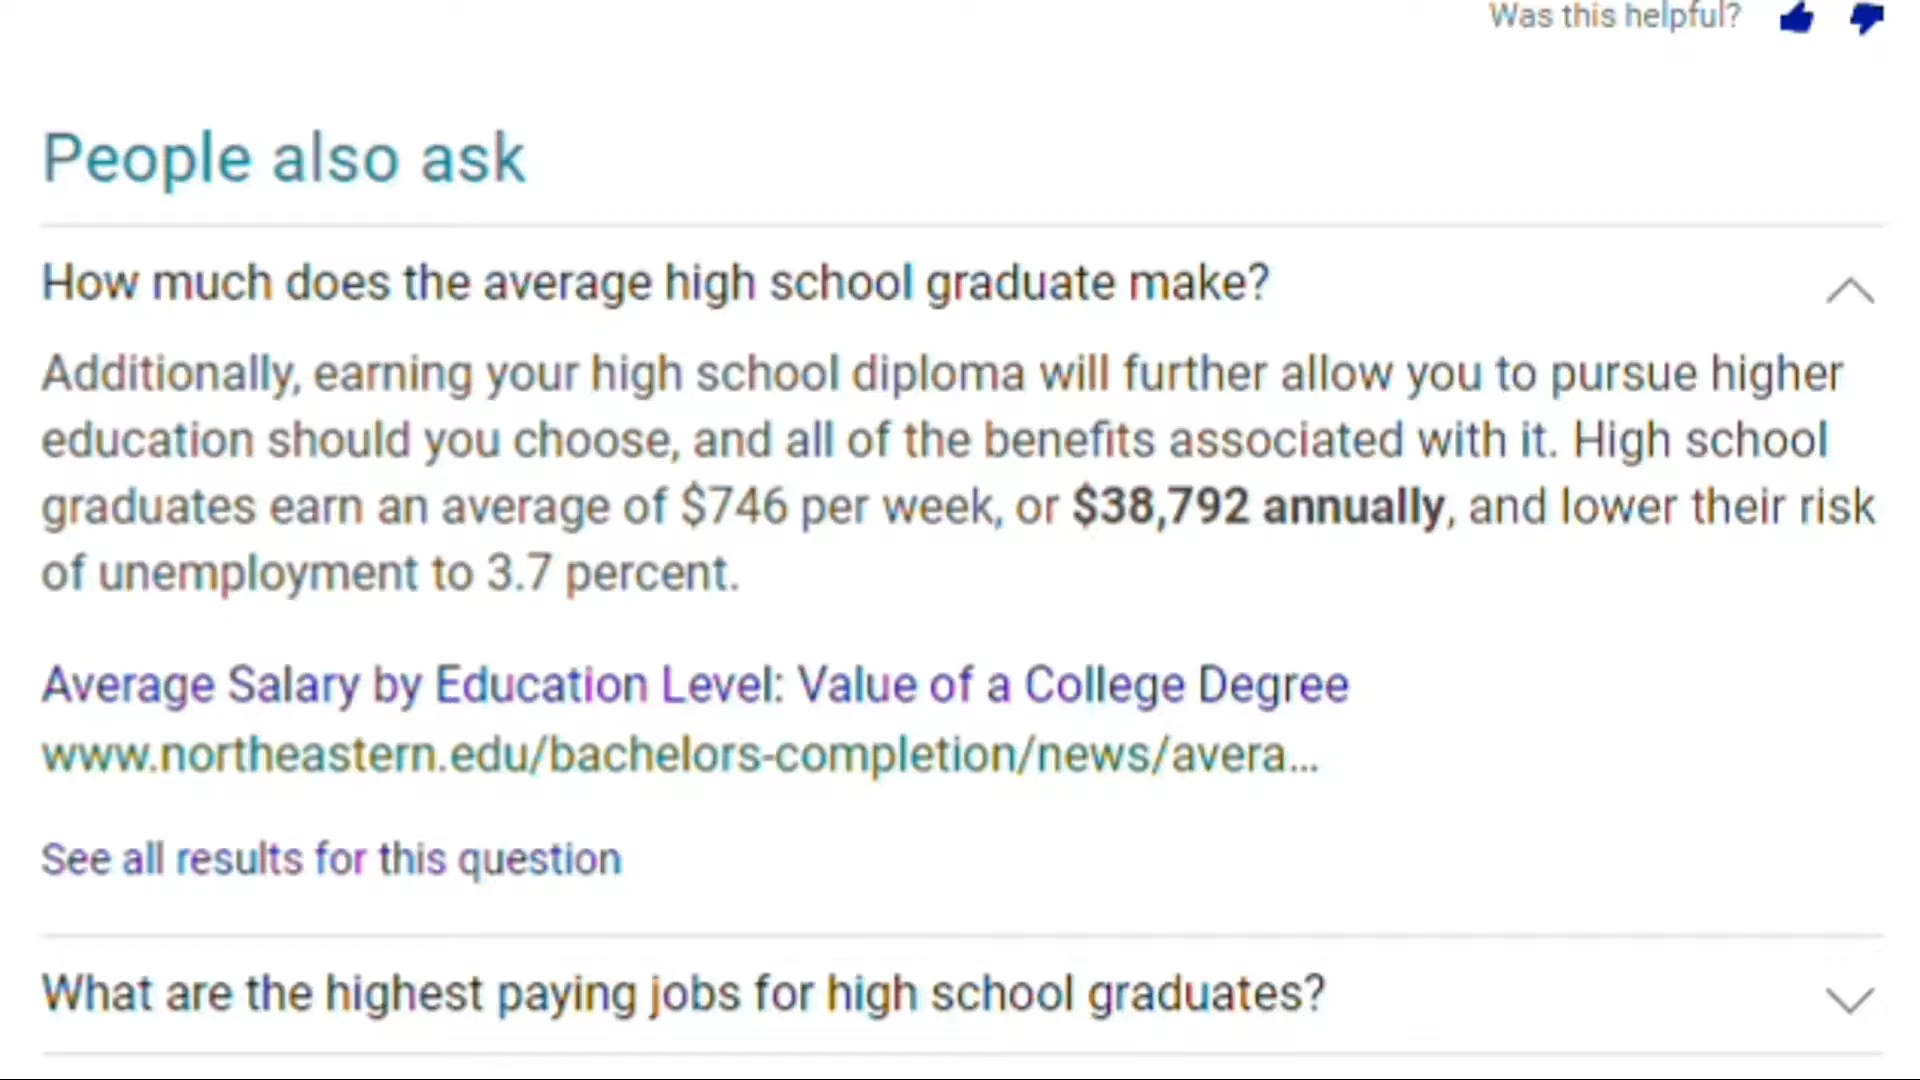 Was this helpful?
People also ask
How much does the average high school graduate make?
Additionally, earning your high school diploma will further allow you to pursue higher
education should you choose, and all of the benefits associated with it. High school
graduates earn an average of $746 per week, or $38,792 annually, and lower their risk
of unemployment to 3.7 percent.
Average Salary by Education Level: Value of a College Degree
www.northeastern.edu/bachelors-completion/news/avera...
See all results for this question
What are the highest paying jobs for high school graduates?